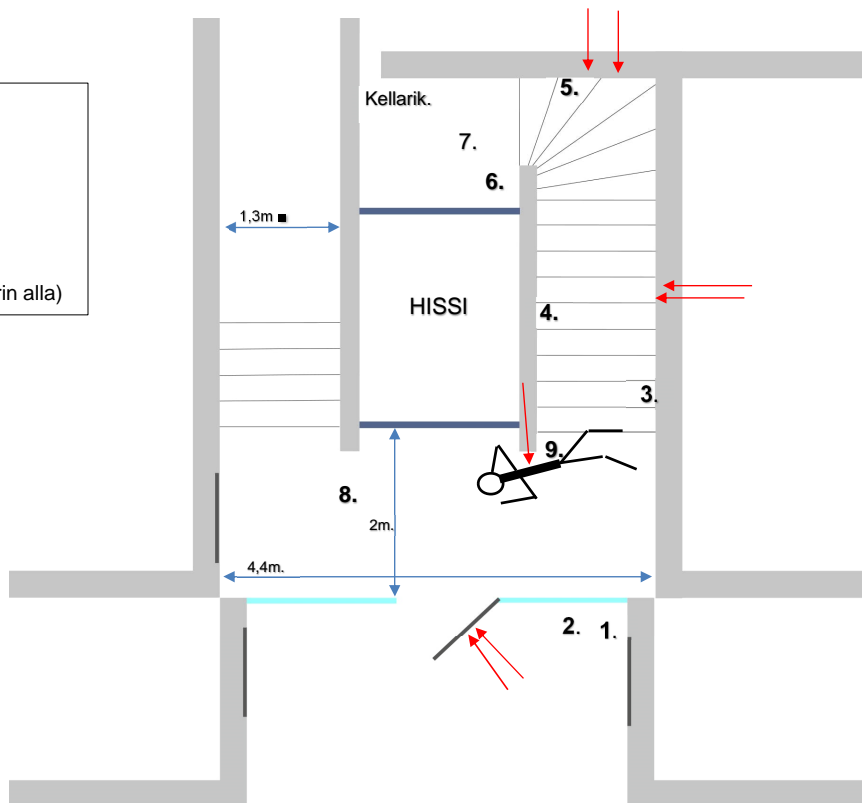 5.
Kellarik.
7.
6.
1,3m
rin alla)
HISSI
4.
3.
9.
8.
2m.
4,4m.
2.
1.